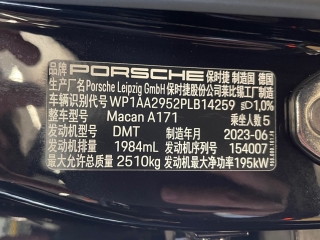 品牌 PORSCHE 保时捷 制造国 德国
生产厂名 Porsche Leipzig GmbH 保时捷股份公司莱比锡工厂制造
车辆识别代号 WP1AA2952PLB14259 1,0%
整车型号 Macan A171 乘坐人数 5
发动机型号 DMT 制造年月 2023-06
发动机排量 1984mL 发动机序列号 154007
最大允许总质量 2510kg 发动机最大净功率 195kW